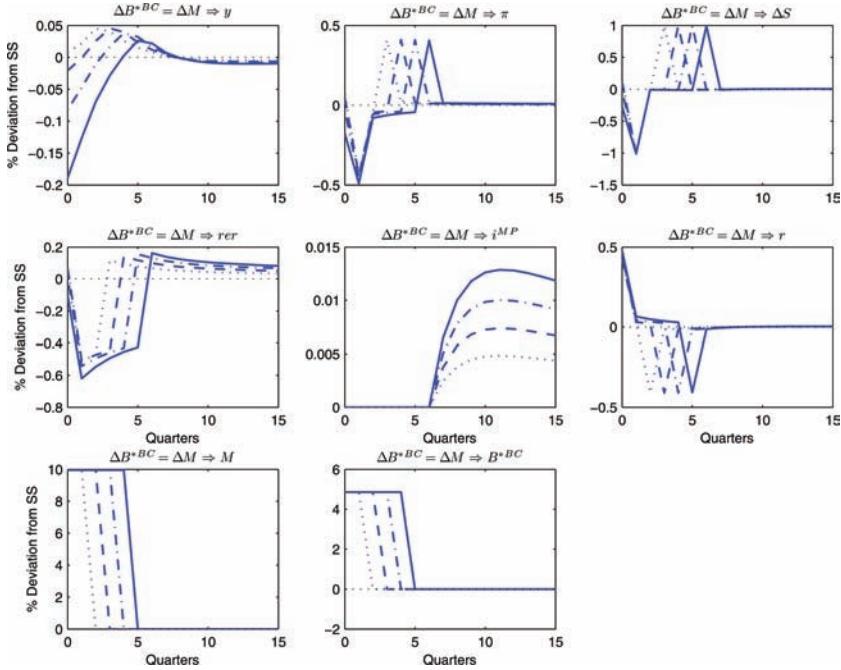 ΔB*BC = ΔM ⇒ y
ΔB*BC = ΔM ⇒ π
ΔB*BC = ΔM ⇒ ΔS
% Deviation from SS
0.05
0
-0.05
-0.1
-0.15
-0.2
0 5 10 15
0.5
0
-0.5
0 5 10 15
1
0.5
0
-0.5
-1
-1.5
0 5 10 15
ΔB*BC = ΔM ⇒ rer
ΔB*BC = ΔM ⇒ iMP
ΔB*BC = ΔM ⇒ r
% Deviation from SS
0.2
0
-0.2
-0.4
-0.6
-0.8
0 5 10 15
0.015
0.01
0.005
0
0 5 10 15
Quarters
0.5
0
-0.5
0 5 10 15
Quarters
Quarters
ΔB*BC = ΔM ⇒ M
ΔB*BC = ΔM ⇒ B*BC
% Deviation from SS
10
8
6
4
2
0
0 5 10 15
Quarters
6
4
2
0
-2
0 5 10 15
Quarters